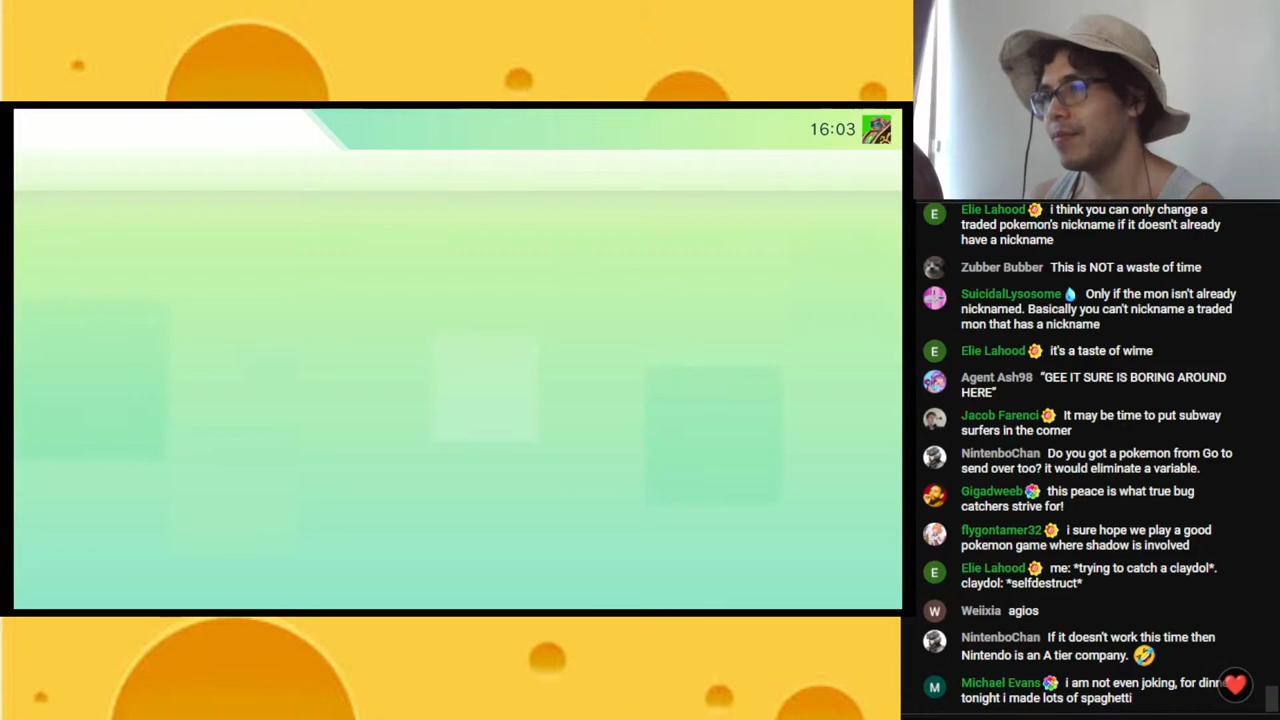 16:03
Elie Lahood i think you can only change a
traded pokemon's nickname if it doesn't already
have a nickname
Zubber Bubber This is NOT a waste of time
SuicidalLysosome Only if the mon isn't already
nicknamed. Basically you can't nickname a traded
mon that has a nickname
Elie Lahood it's a taste of wime
Agent Ash98 “GEE IT SURE IS BORING AROUND
HERE”
Jacob Farenci It may be time to put subway
surfers in the corner
NintenboChan Do you got a pokemon from Go to
send over too? it would eliminate a variable.
Gigadweeb this peace is what true bug
catchers strive for!
flygontamer32 i sure hope we play a good
pokemon game where shadow is involved
Elie Lahood me: *trying to catch a claydol*.
claydol: *selfdestruct*
Weiixia agios
NintenboChan If it doesn't work this time then
Nintendo is an A tier company.
Michael Evans i am not even joking, for dinne
tonight i made lots of spaghetti
E
E
W
M